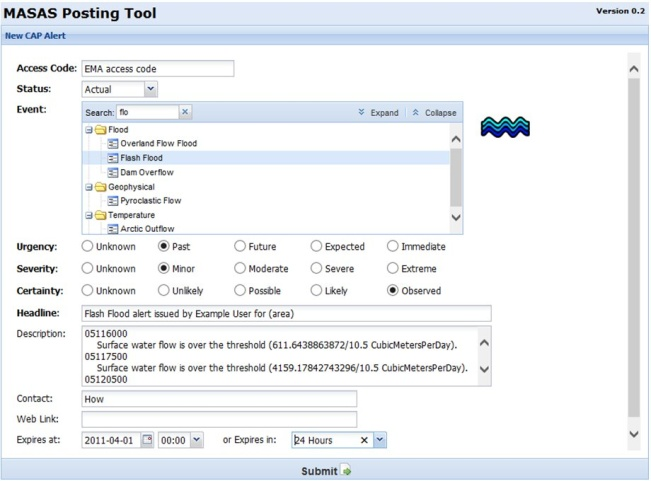 MASAS Posting Tool Version 0.2
New CAP Alert
Access Code: EMA access code
Status: Actual
Event: Search: flo × Expand Collapse
Flood
Overland Flow Flood
Flash Flood
Dam Overflow
Geophysical
Pyroclastic Flow
Temperature
Arctic Outflow
Urgency: Unknown Past Future Expected Immediate
Severity: Unknown Minor Moderate Severe Extreme
Certainty: Unknown Unlikely Possible Likely Observed
Headline: Flash Flood alert issued by Example User for (area)
Description: 05116000
Surface water flow is over the threshold (611.6438863872/10.5 CubicMetersPerDay).
05117500
Surface water flow is over the threshold (4159.17842743296/10.5 CubicMetersPerDay).
05120500
Contact: How
Web Link:
Expires at: 2011-04-01 00:00 or Expires in: 24 Hours X
Submit